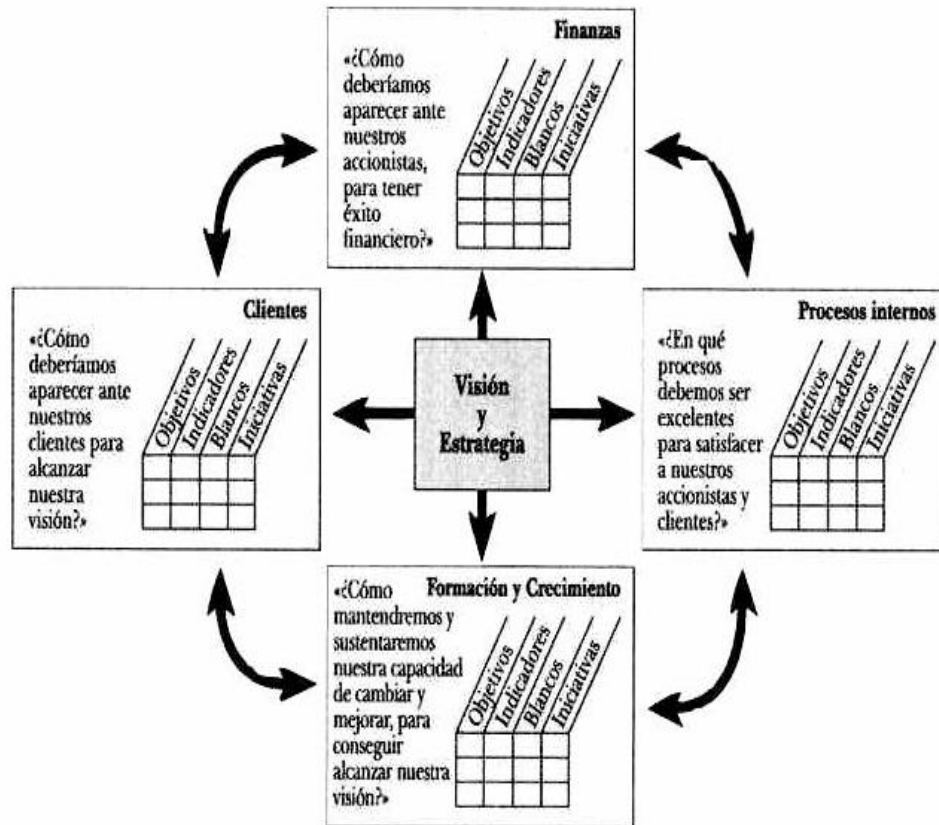 Finanzas
«¿Cómo
deberíamos
aparecer ante
nuestros
accionistas,
para tener
éxito
financiero?»
Objetivos
Indicadores
Blancos
Iniciativas
Clientes
«¿Cómo
deberíamos
aparecer ante
nuestros
clientes para
alcanzar
nuestra
visión?»
Objetivos
Indicadores
Blancos
Iniciativas
Visión
y
Estrategia
Procesos internos
«¿En qué
procesos
debemos ser
excelentes
para satisfacer
a nuestros
accionistas y
clientes?»
Objetivos
Indicadores
Blancos
Iniciativas
Formación y Crecimiento
«¿Cómo
mantendremos y
sustentaremos
nuestra capacidad
de cambiar y
mejorar, para
conseguir
alcanzar nuestra
visión?»
Objetivos
Indicadores
Blancos
Iniciativas